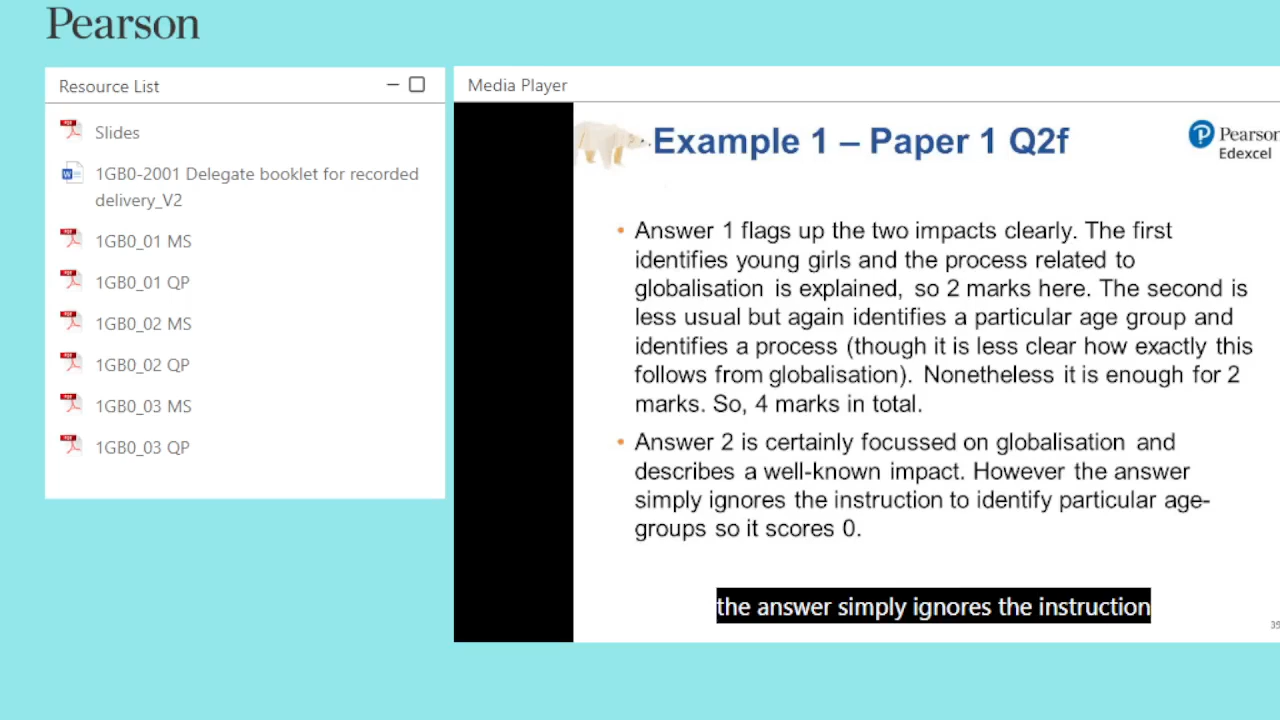 Pearson
Resource List
Media Player
Slides
1GB0-2001 Delegate booklet for recorded
delivery_V2
1GB0_01 MS
1GB0_01 QP
1GB0_02 MS
1GB0_02 QP
1GB0_03 MS
1GB0_03 QP
Example 1 – Paper 1 Q2f
Pearson
Edexcel
• Answer 1 flags up the two impacts clearly. The first
identifies young girls and the process related to
globalisation is explained, so 2 marks here. The second is
less usual but again identifies a particular age group and
identifies a process (though it is less clear how exactly this
follows from globalisation). Nonetheless it is enough for 2
marks. So, 4 marks in total.
• Answer 2 is certainly focussed on globalisation and
describes a well-known impact. However the answer
simply ignores the instruction to identify particular age-
groups so it scores 0.
the answer simply ignores the instruction
39